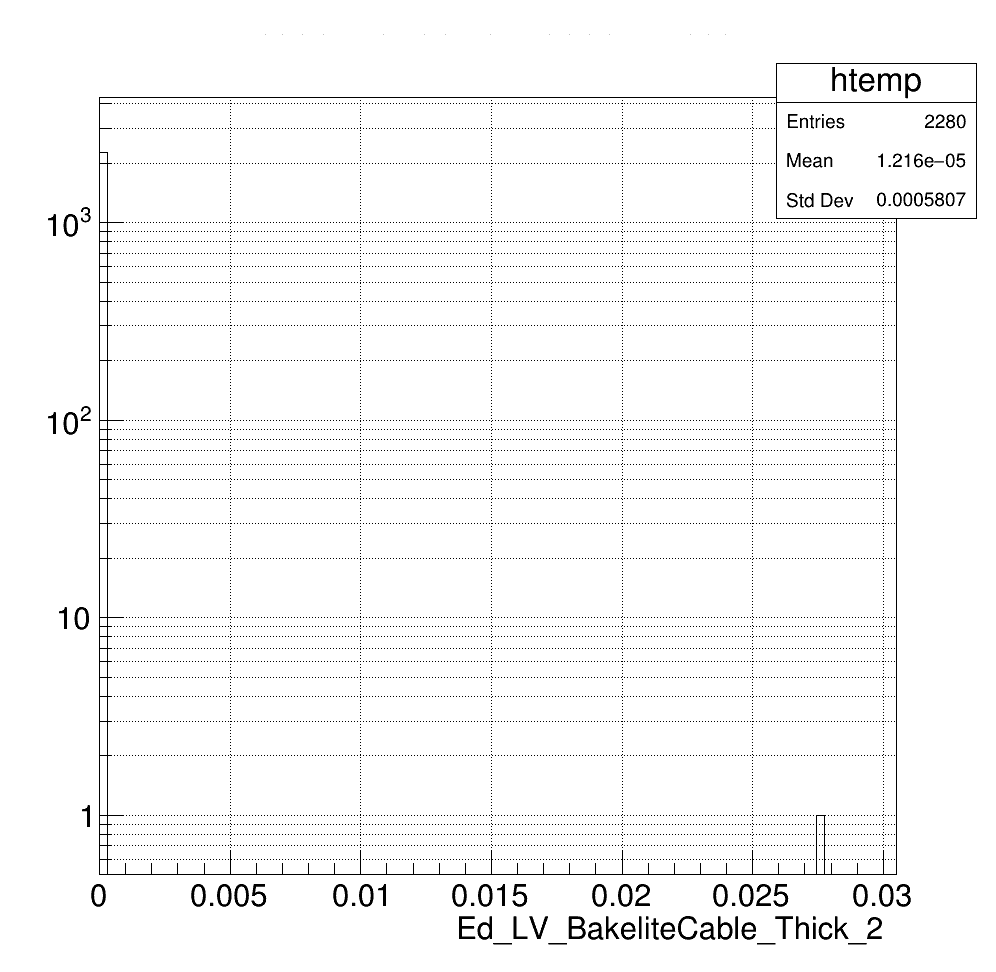 htemp
Entries 2280
Mean 1.216e−05
Std Dev 0.0005807
10³
10²
10
1
0 0.005 0.01 0.015 0.02 0.025 0.03
Ed_LV_BakeliteCable_Thick_2